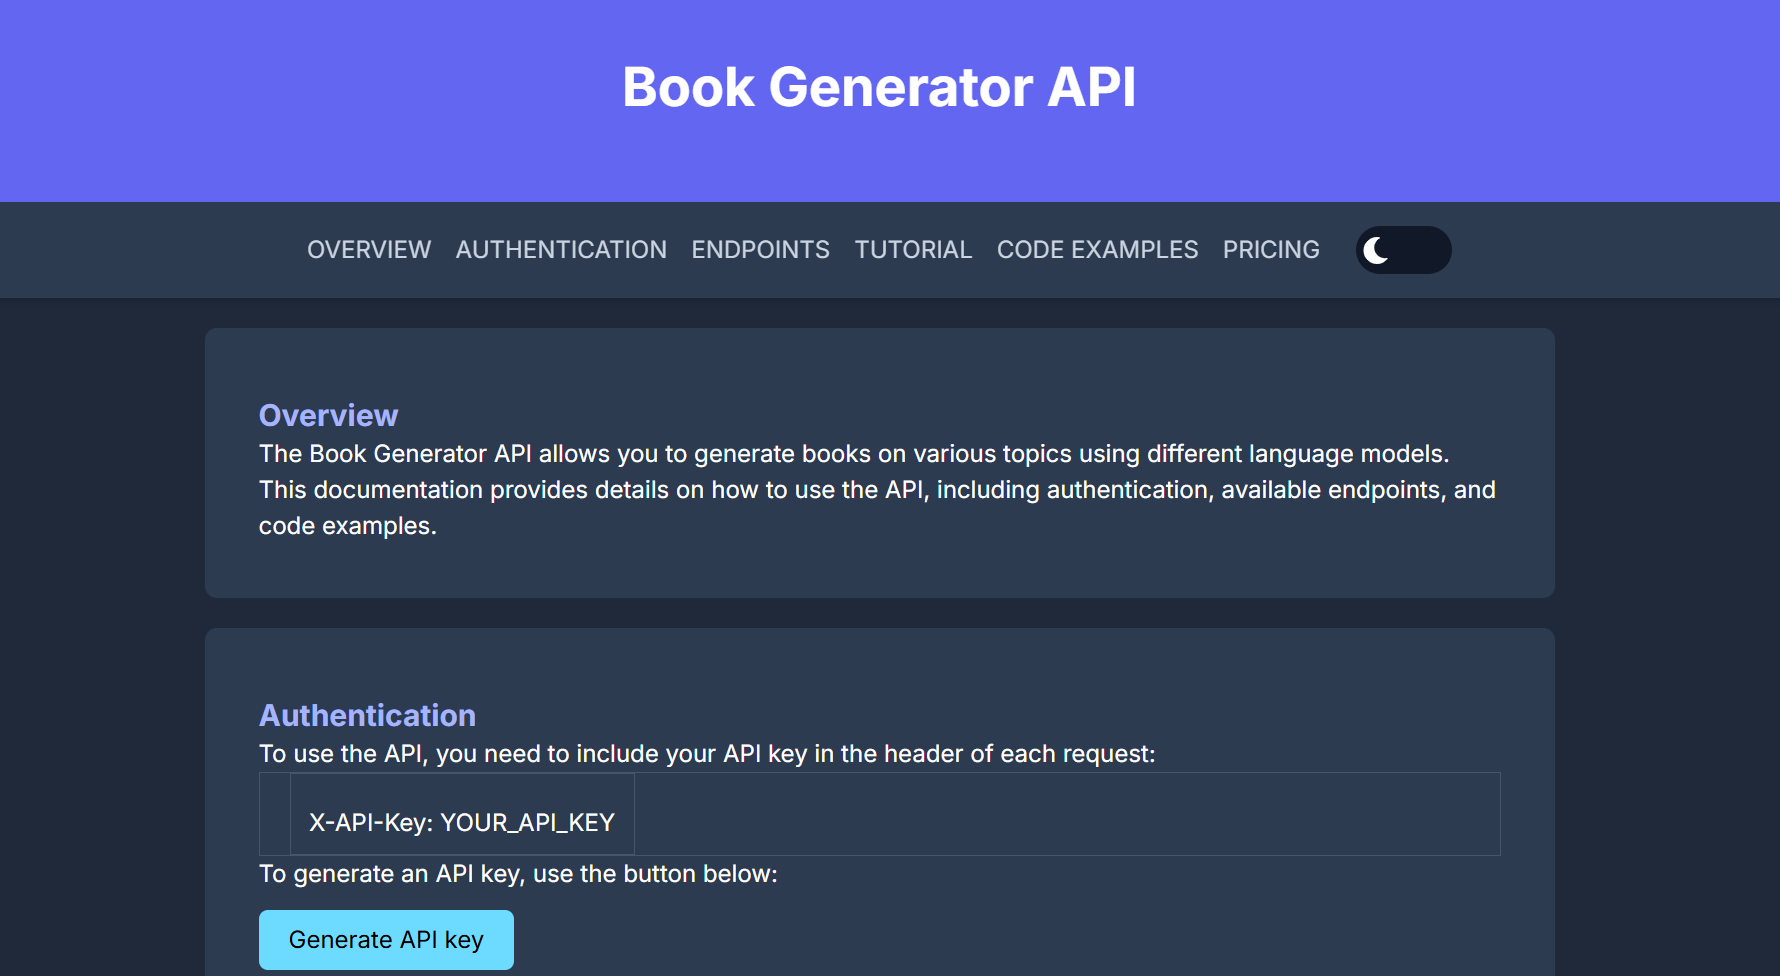 Book Generator API
OVERVIEW AUTHENTICATION ENDPOINTS TUTORIAL CODE EXAMPLES PRICING
Overview
The Book Generator API allows you to generate books on various topics using different language models.
This documentation provides details on how to use the API, including authentication, available endpoints, and
code examples.
Authentication
To use the API, you need to include your API key in the header of each request:
X-API-Key: YOUR_API_KEY
To generate an API key, use the button below:
Generate API key